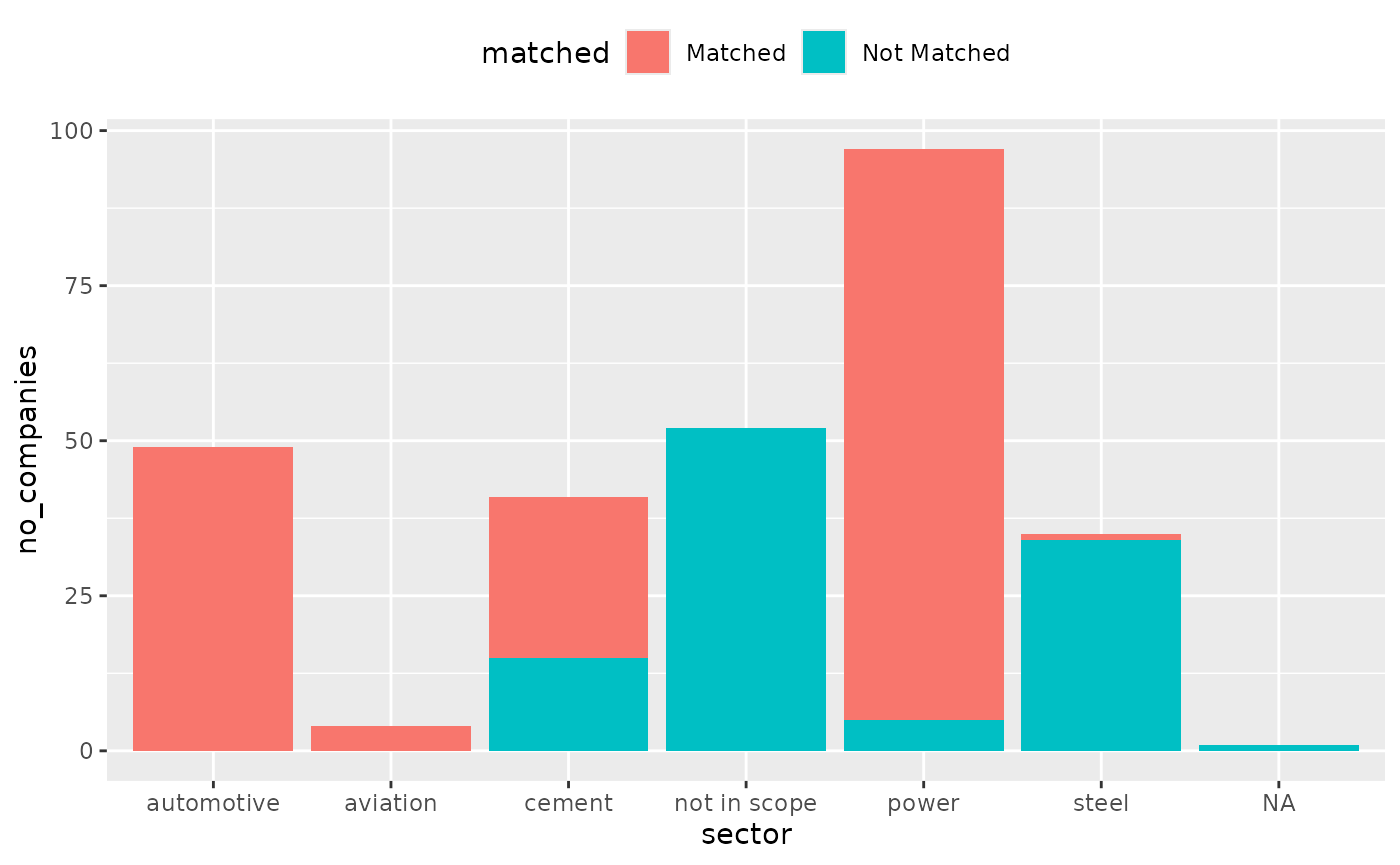 matched Matched Not Matched
100
75
50
25
0
no_companies
automotive aviation cement not in scope power steel NA
sector